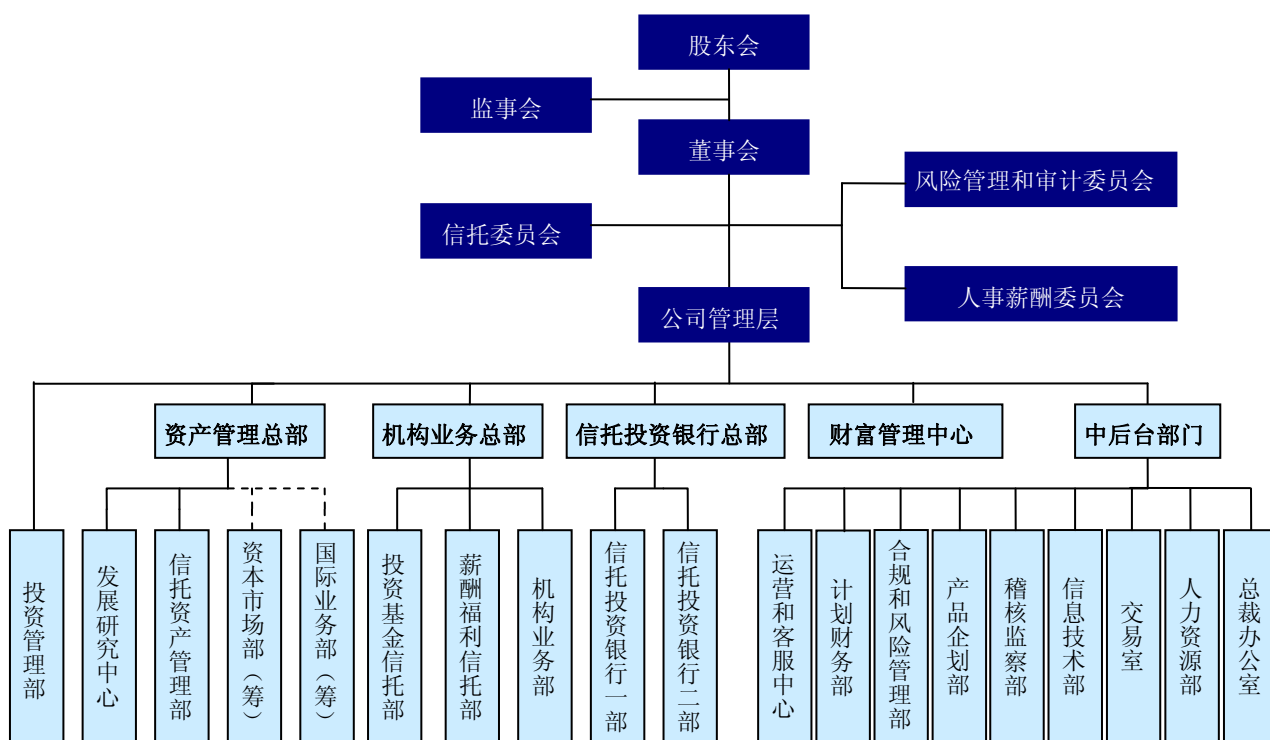 股东会
监事会
董事会
风险管理和审计委员会
信托委员会
人事薪酬委员会
公司管理层
资产管理总部
机构业务总部
信托投资银行总部
财富管理中心
中后台部门
投资管理部
发展研究中心
信托资产管理部
资本市场部（筹）
国际业务部（筹）
投资基金信托部
薪酬福利信托部
机构业务部
信托投资银行一部
信托投资银行二部
运营和客服中心
计划财务部
合规和风险管理部
产品企划部
稽核监察部
信息技术部
交易室
人力资源部
总裁办公室